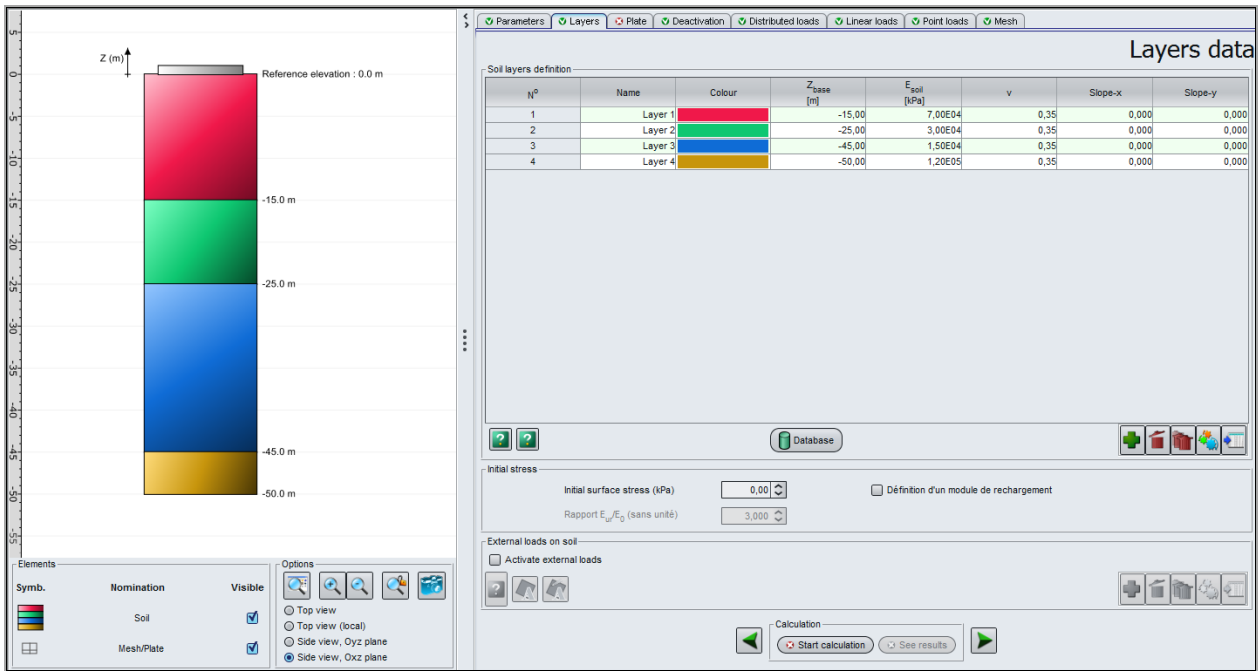 Parameters
Layers
Plate
Deactivation
Distributed loads
Linear loads
Point loads
Mesh
Layers data
Z (m)
Reference elevation : 0.0 m
-15.0 m
-25.0 m
-45.0 m
-50.0 m
5
0
-5
-10
-15
-20
-25
-30
-35
-40
-45
-50
-55
Soil layers definition
N° Name Colour Zbase [m] Esoil [kPa] ν Slope-x Slope-y
1 Layer 1 -15,00 7,00E04 0,35 0,000 0,000
2 Layer 2 -25,00 3,00E04 0,35 0,000 0,000
3 Layer 3 -45,00 1,50E04 0,35 0,000 0,000
4 Layer 4 -50,00 1,20E05 0,35 0,000 0,000
? ? Database
Initial stress
Initial surface stress (kPa) 0,00 Définition d'un module de rechargement
Rapport Eur/E0 (sans unité) 3,000
External loads on soil
Activate external loads
?
Calculation
Start calculation See results
Elements
Symb. Nomination Visible
Soil
Mesh/Plate
Options
Top view
Top view (local)
Side view, Oyz plane
Side view, Oxz plane